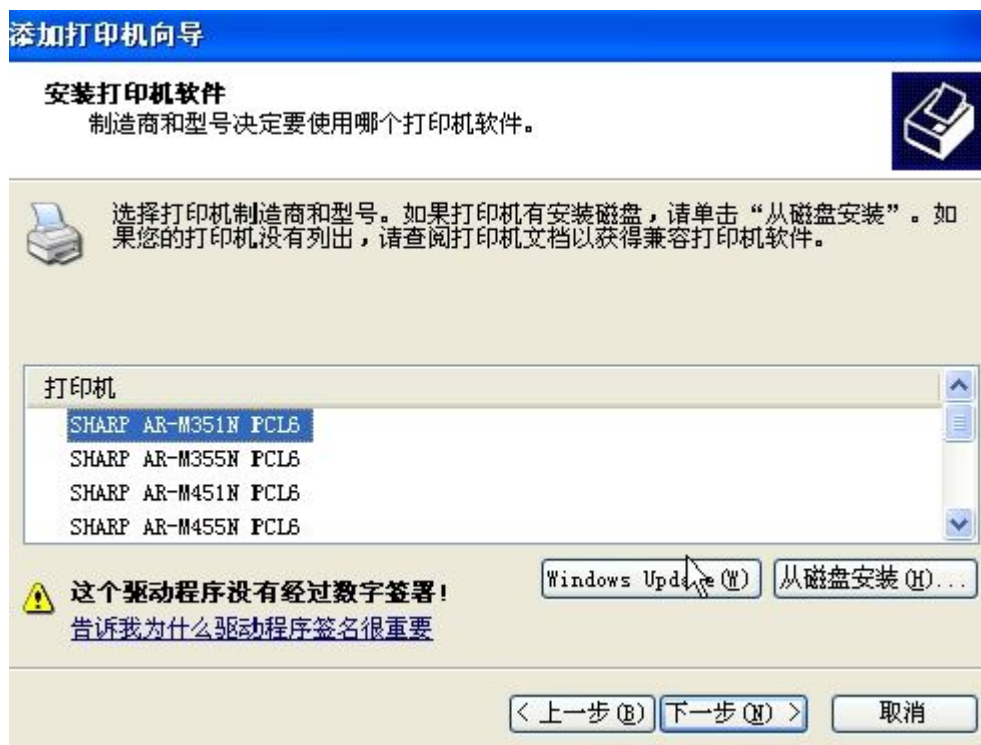 添加打印机向导
安装打印机软件
制造商和型号决定要使用哪个打印机软件。
选择打印机制造商和型号。如果打印机有安装磁盘,请单击“从磁盘安装”。如
果您的打印机没有列出,请查阅打印机文档以获得兼容打印机软件。
打印机
SHARP AR-M351N PCL6
SHARP AR-M355N PCL6
SHARP AR-M451N PCL6
SHARP AR-M455N PCL6
这个驱动程序没有经过数字签署!
告诉我为什么驱动程序签名很重要
Windows Update(W)
从磁盘安装(H)...
< 上一步(B)
下一步(N) >
取消